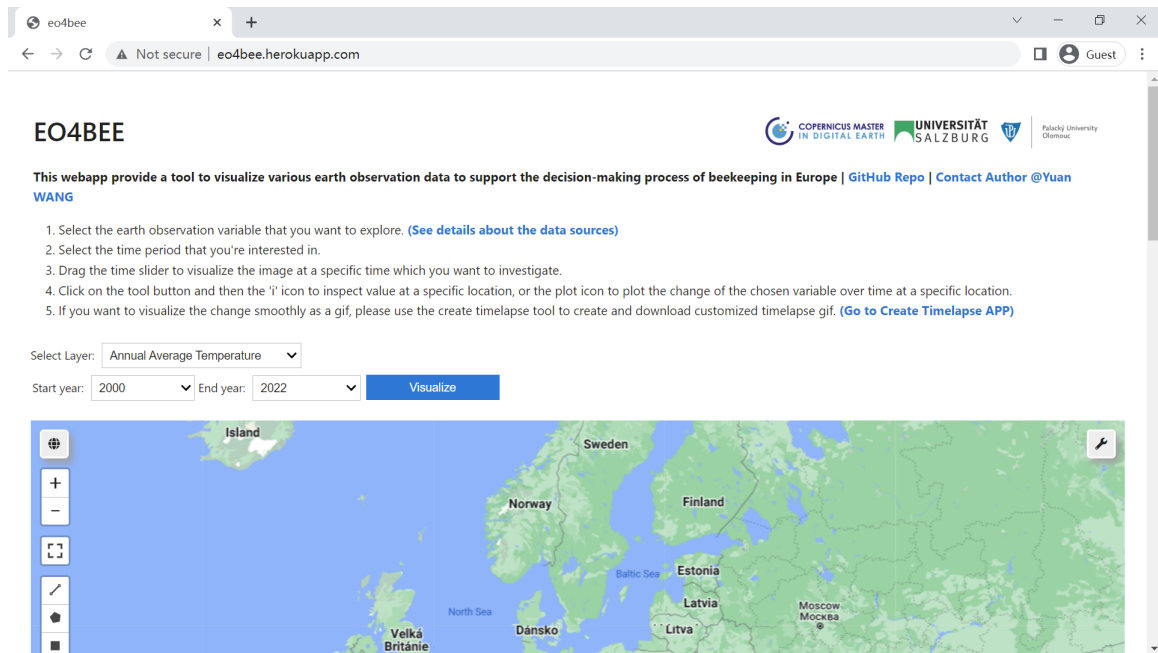 eo4bee
Not secure
eo4bee.herokuapp.com
Guest
EO4BEE
COPERNICUS MASTER
IN DIGITAL EARTH
UNIVERSITÄT
SALZBURG
UP
Palacký University
Olomouc
This webapp provide a tool to visualize various earth observation data to support the decision-making process of beekeeping in Europe | GitHub Repo | Contact Author @Yuan
WANG
1. Select the earth observation variable that you want to explore. (See details about the data sources)
2. Select the time period that you're interested in.
3. Drag the time slider to visualize the image at a specific time which you want to investigate.
4. Click on the tool button and then the 'i' icon to inspect value at a specific location, or the plot icon to plot the change of the chosen variable over time at a specific location.
5. If you want to visualize the change smoothly as a gif, please use the create timelapse tool to create and download customized timelapse gif. (Go to Create Timelapse APP)
Select Layer: Annual Average Temperature
Start year: 2000 End year: 2022 Visualize
Island
Sweden
Norway
Finland
Baltic Sea
Estonia
Latvia
North Sea
Moscow
Москва
Dánsko
Litva
Velká
Británie